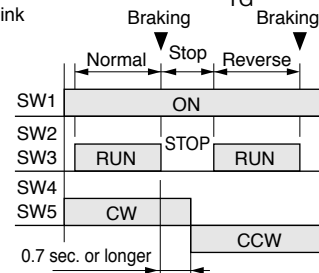 ink
TG
Braking Braking
Normal Stop Reverse
SW1 ON
SW2
SW3 RUN STOP RUN
SW4
SW5 CW
CCW
0.7 sec. or longer